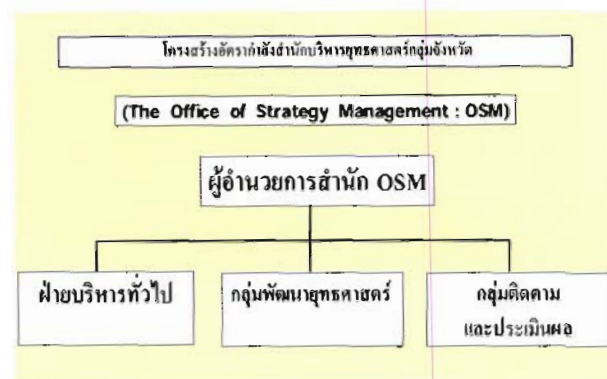 โครงสร้างอัตรากำลังสำนักบริหารยุทธศาสตร์กลุ่มจังหวัด
(The Office of Strategy Management : OSM)
ผู้อำนวยการสำนัก OSM
ฝ่ายบริหารทั่วไป
กลุ่มพัฒนายุทธศาสตร์
กลุ่มติดตาม
และประเมินผล